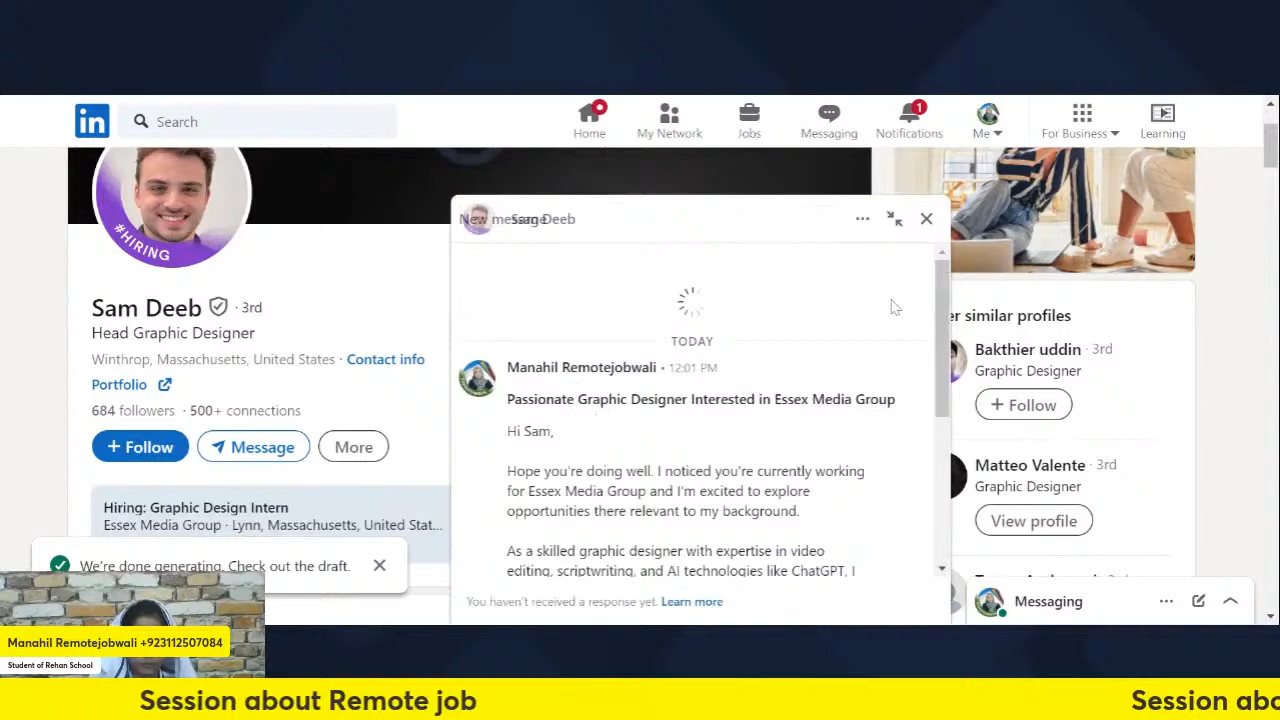 in
Search
Home
My Network
Jobs
Messaging
1
Notifications
Me
For Business
Learning
#HIRING
Sam Deeb · 3rd
Head Graphic Designer
Winthrop, Massachusetts, United States · Contact info
Portfolio
684 followers · 500+ connections
+ Follow
Message
More
Hiring: Graphic Design Intern
Essex Media Group · Lynn, Massachusetts, United Stat...
We're done generating. Check out the draft.
New message
Sam Deeb
TODAY
Manahil Remotejobwali • 12:01 PM
Passionate Graphic Designer Interested in Essex Media Group
Hi Sam,
Hope you're doing well. I noticed you're currently working
for Essex Media Group and I'm excited to explore
opportunities there relevant to my background.
As a skilled graphic designer with expertise in video
editing, scriptwriting, and AI technologies like ChatGPT, I
You haven't received a response yet. Learn more
er similar profiles
Bakthier uddin · 3rd
Graphic Designer
+ Follow
Matteo Valente · 3rd
Graphic Designer
View profile
Messaging
Manahil Remotejobwali +923112507084
Student of Rehan School
Session about Remote job
Session abo